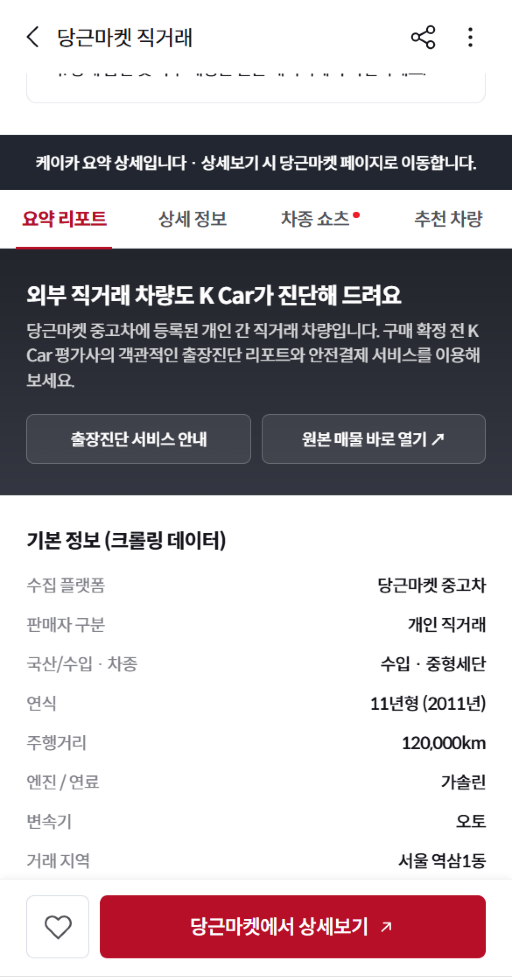 당근마켓 직거래
케이카 요약 상세입니다 · 상세보기 시 당근마켓 페이지로 이동합니다.
요약 리포트
상세 정보
차종 쇼츠
추천 차량
외부 직거래 차량도 K Car가 진단해 드려요
당근마켓 중고차에 등록된 개인 간 직거래 차량입니다. 구매 확정 전 K
Car 평가사의 객관적인 출장진단 리포트와 안전결제 서비스를 이용해
보세요.
출장진단 서비스 안내
원본 매물 바로 열기 ↗
기본 정보 (크롤링 데이터)
수집 플랫폼 당근마켓 중고차
판매자 구분 개인 직거래
국산/수입 · 차종 수입 · 중형세단
연식 11년형 (2011년)
주행거리 120,000km
엔진 / 연료 가솔린
변속기 오토
거래 지역 서울 역삼1동
당근마켓에서 상세보기 ↗